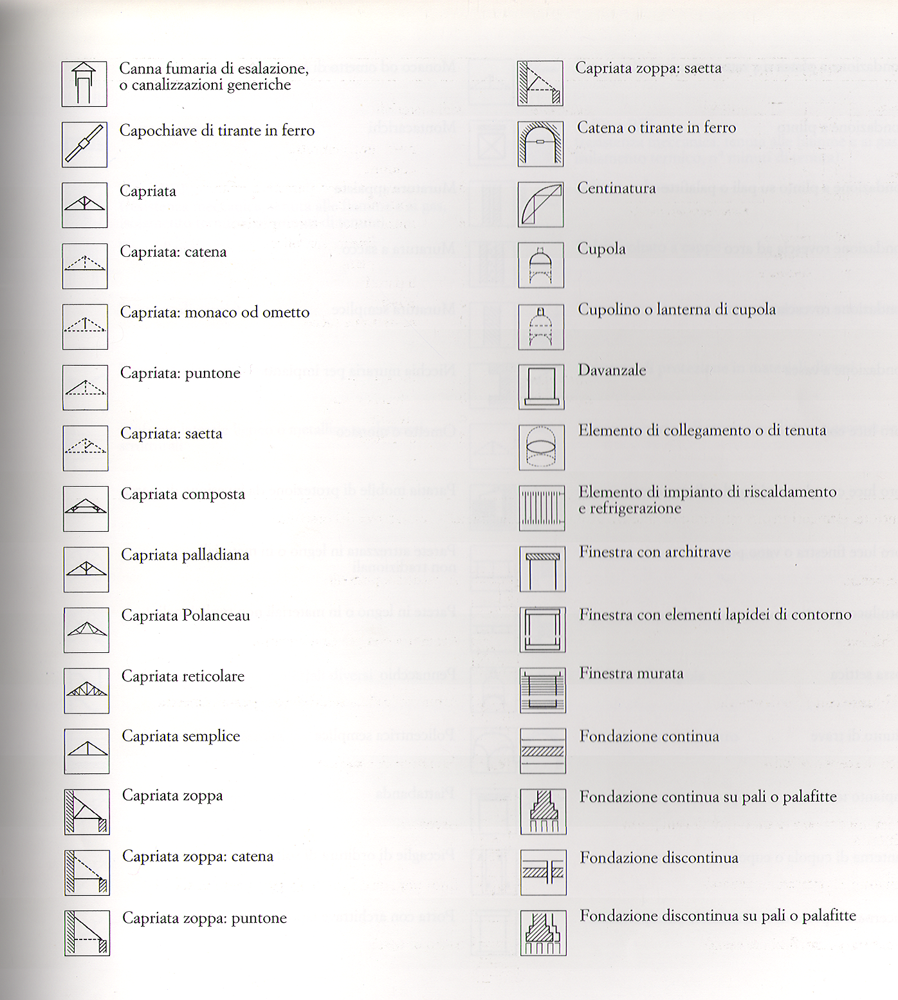 Canna fumaria di esalazione,
o canalizzazioni generiche
Capochiave di tirante in ferro
Capriata
Capriata: catena
Capriata: monaco od ometto
Capriata: puntone
Capriata: saetta
Capriata composta
Capriata palladiana
Capriata Polanceau
Capriata reticolare
Capriata semplice
Capriata zoppa
Capriata zoppa: catena
Capriata zoppa: puntone
Capriata zoppa: saetta
Catena o tirante in ferro
Centinatura
Cupola
Cupolino o lanterna di cupola
Davanzale
Elemento di collegamento o di tenuta
Elemento di impianto di riscaldamento
e refrigerazione
Finestra con architrave
Finestra con elementi lapidei di contorno
Finestra murata
Fondazione continua
Fondazione continua su pali o palafitte
Fondazione discontinua
Fondazione discontinua su pali o palafitte